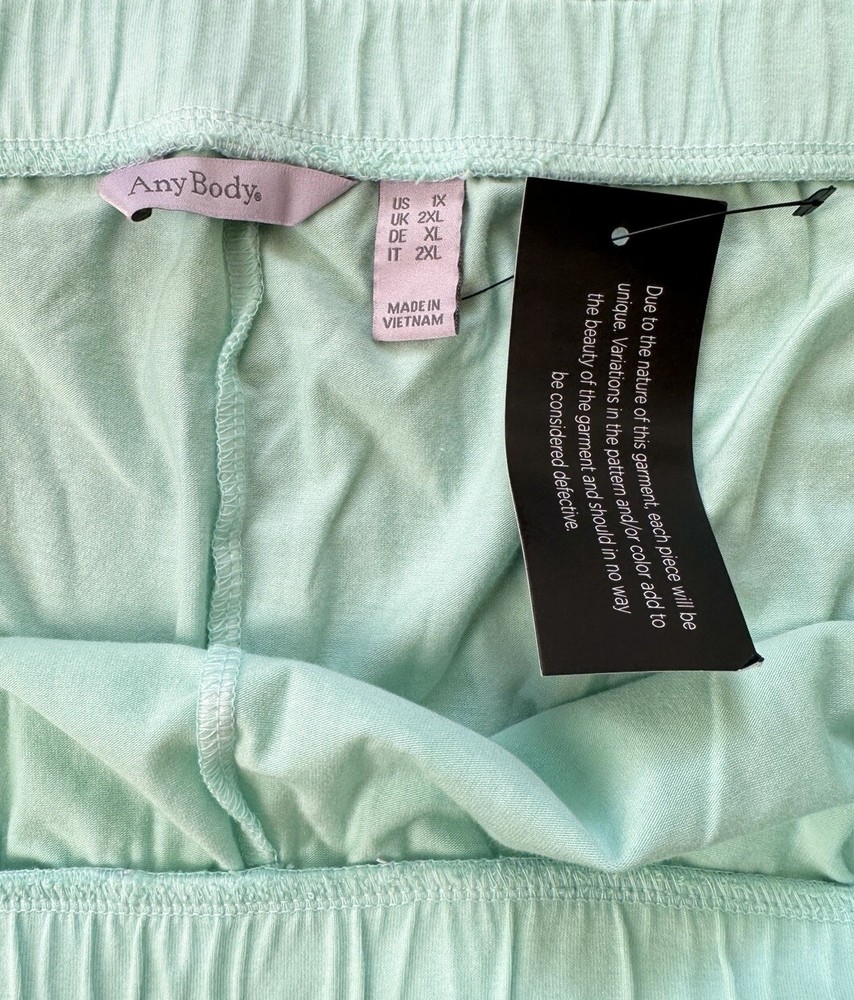 AnyBody®
US 1X
UK 2XL
DE XL
IT 2XL
MADE IN
VIETNAM
Due to the nature of this garment, each piece will be
unique. Variations in the pattern and/or color add to
the beauty of the garment and should in no way
be considered defective.